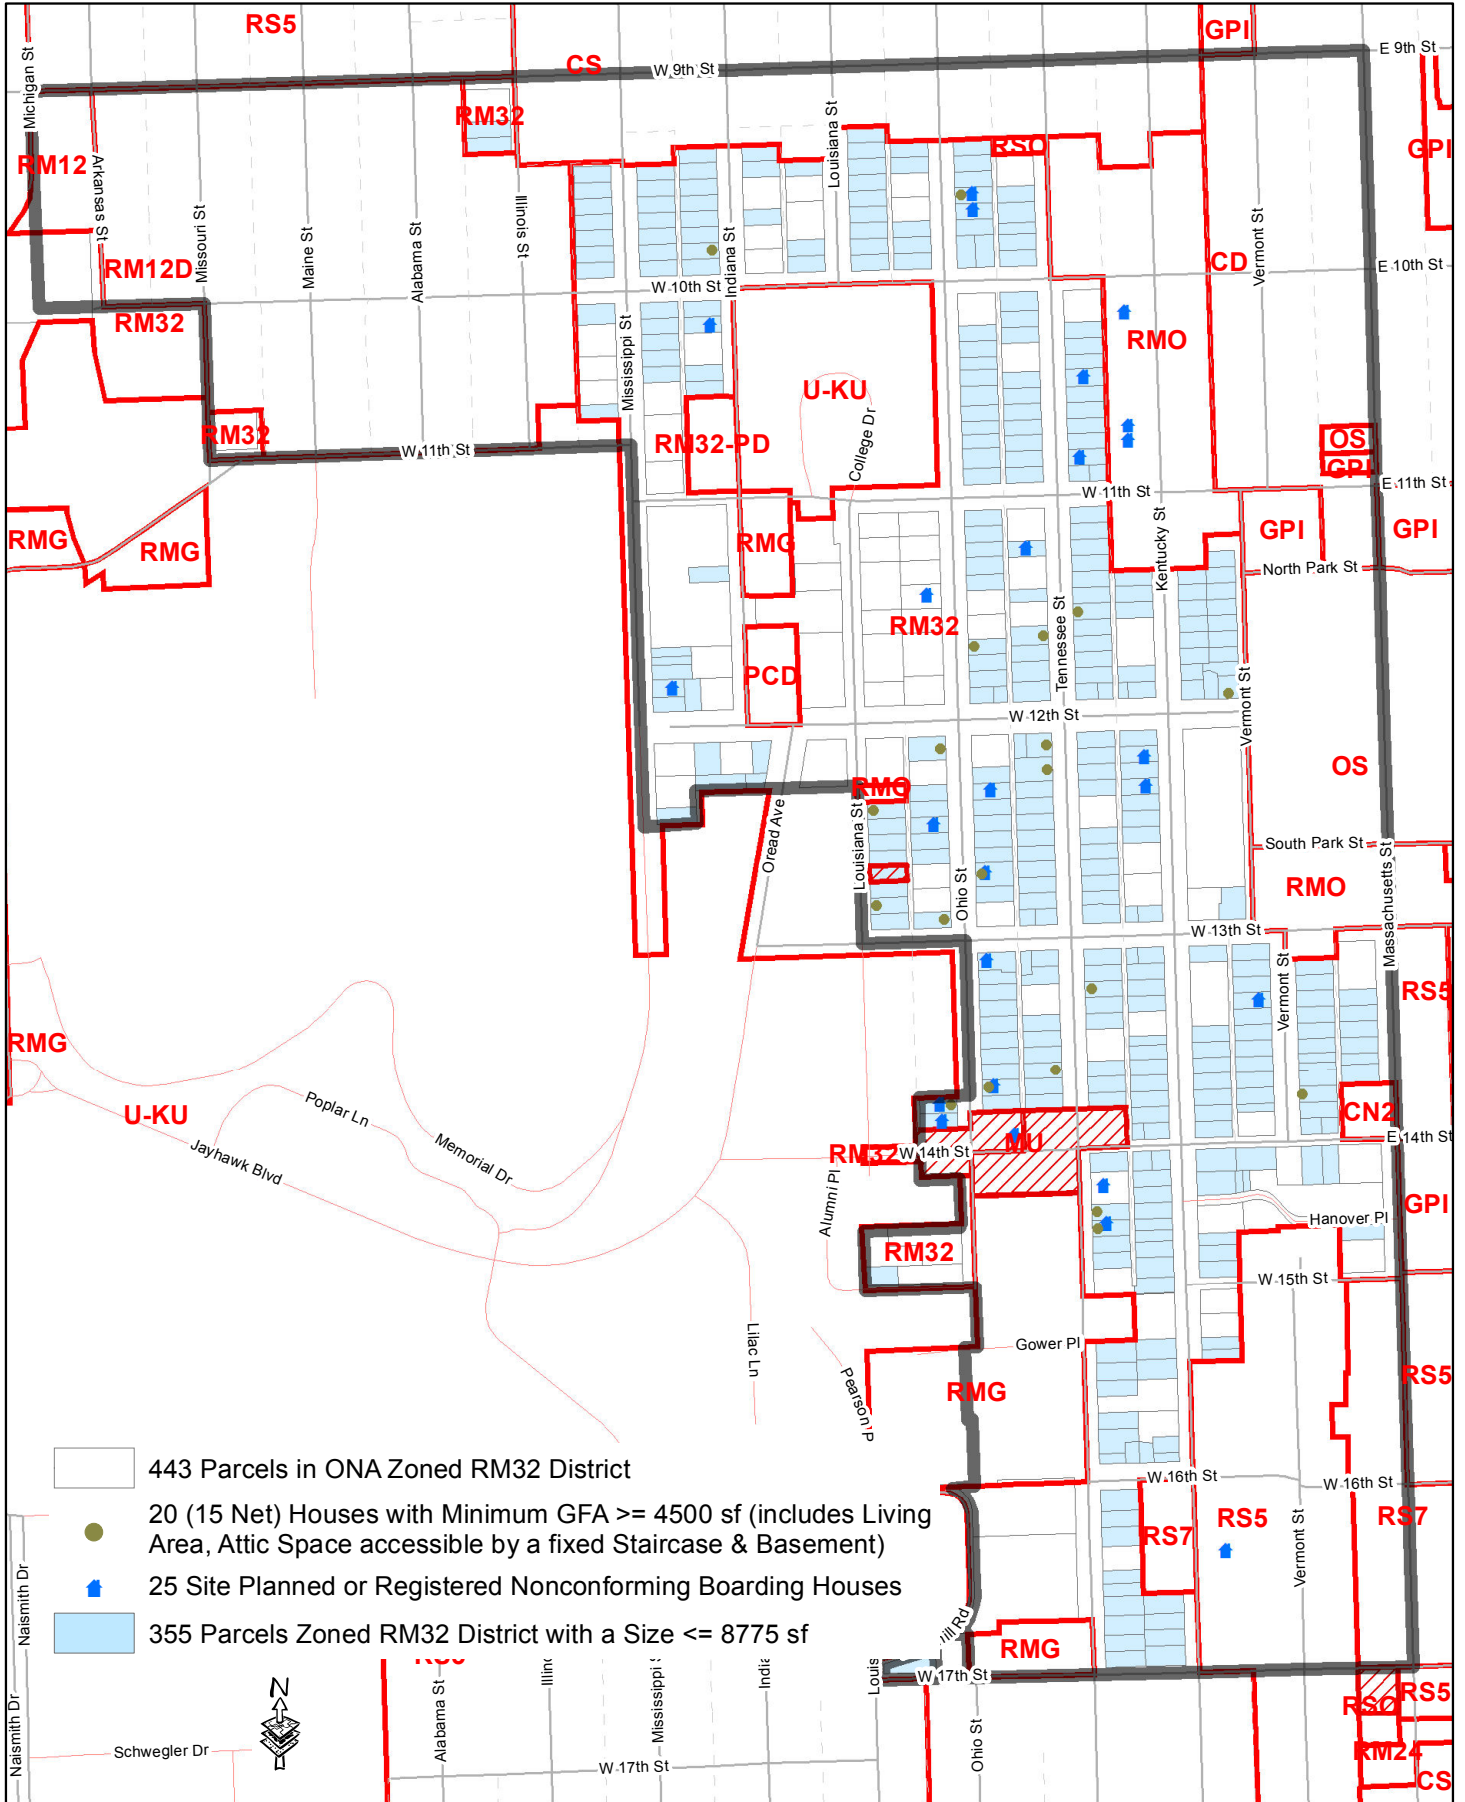 RS5
GPI
E 9th St
CS
W 9th St
Michigan St
RM32
Louisiana St
RSO
GPI
RM12
Arkansas St
Missouri St
Maine St
Alabama St
Illinois St
Indiana St
Vermont St
RM12D
CD
E 10th St
W 10th St
RM32
Mississippi St
RMO
U-KU
College Dr
RM32
RM32-PD
OS
W 11th St
GPI
E 11th St
W 11th St
RMG
RMG
RMG
Kentucky St
GPI
GPI
North Park St
Tennessee St
RM32
PCD
Vermont St
W 12th St
OS
RMO
Oread Ave
Louisiana St
South Park St
Massachusetts St
Ohio St
RMO
W 13th St
Vermont St
RS5
RMG
U-KU
Poplar Ln
CN2
Memorial Dr
Jayhawk Blvd
RM32
W 14th St
MU
E 14th St
Alumni Pl
GPI
Hanover Pl
RM32
W 15th St
Lilac Ln
Gower Pl
Pearson P
RMG
RS5
443 Parcels in ONA Zoned RM32 District
W 16th St
W 16th St
20 (15 Net) Houses with Minimum GFA >= 4500 sf (includes Living
Area, Attic Space accessible by a fixed Staircase & Basement)
RS7
RS5
RS7
Vermont St
25 Site Planned or Registered Nonconforming Boarding Houses
Naismith Dr
355 Parcels Zoned RM32 District with a Size <= 8775 sf
RMG
W 17th St
N
Naismith Dr
Schwegler Dr
Alabama St
Mississippi S
W 17th St
Ohio St
RSO
RS5
RM24
CS